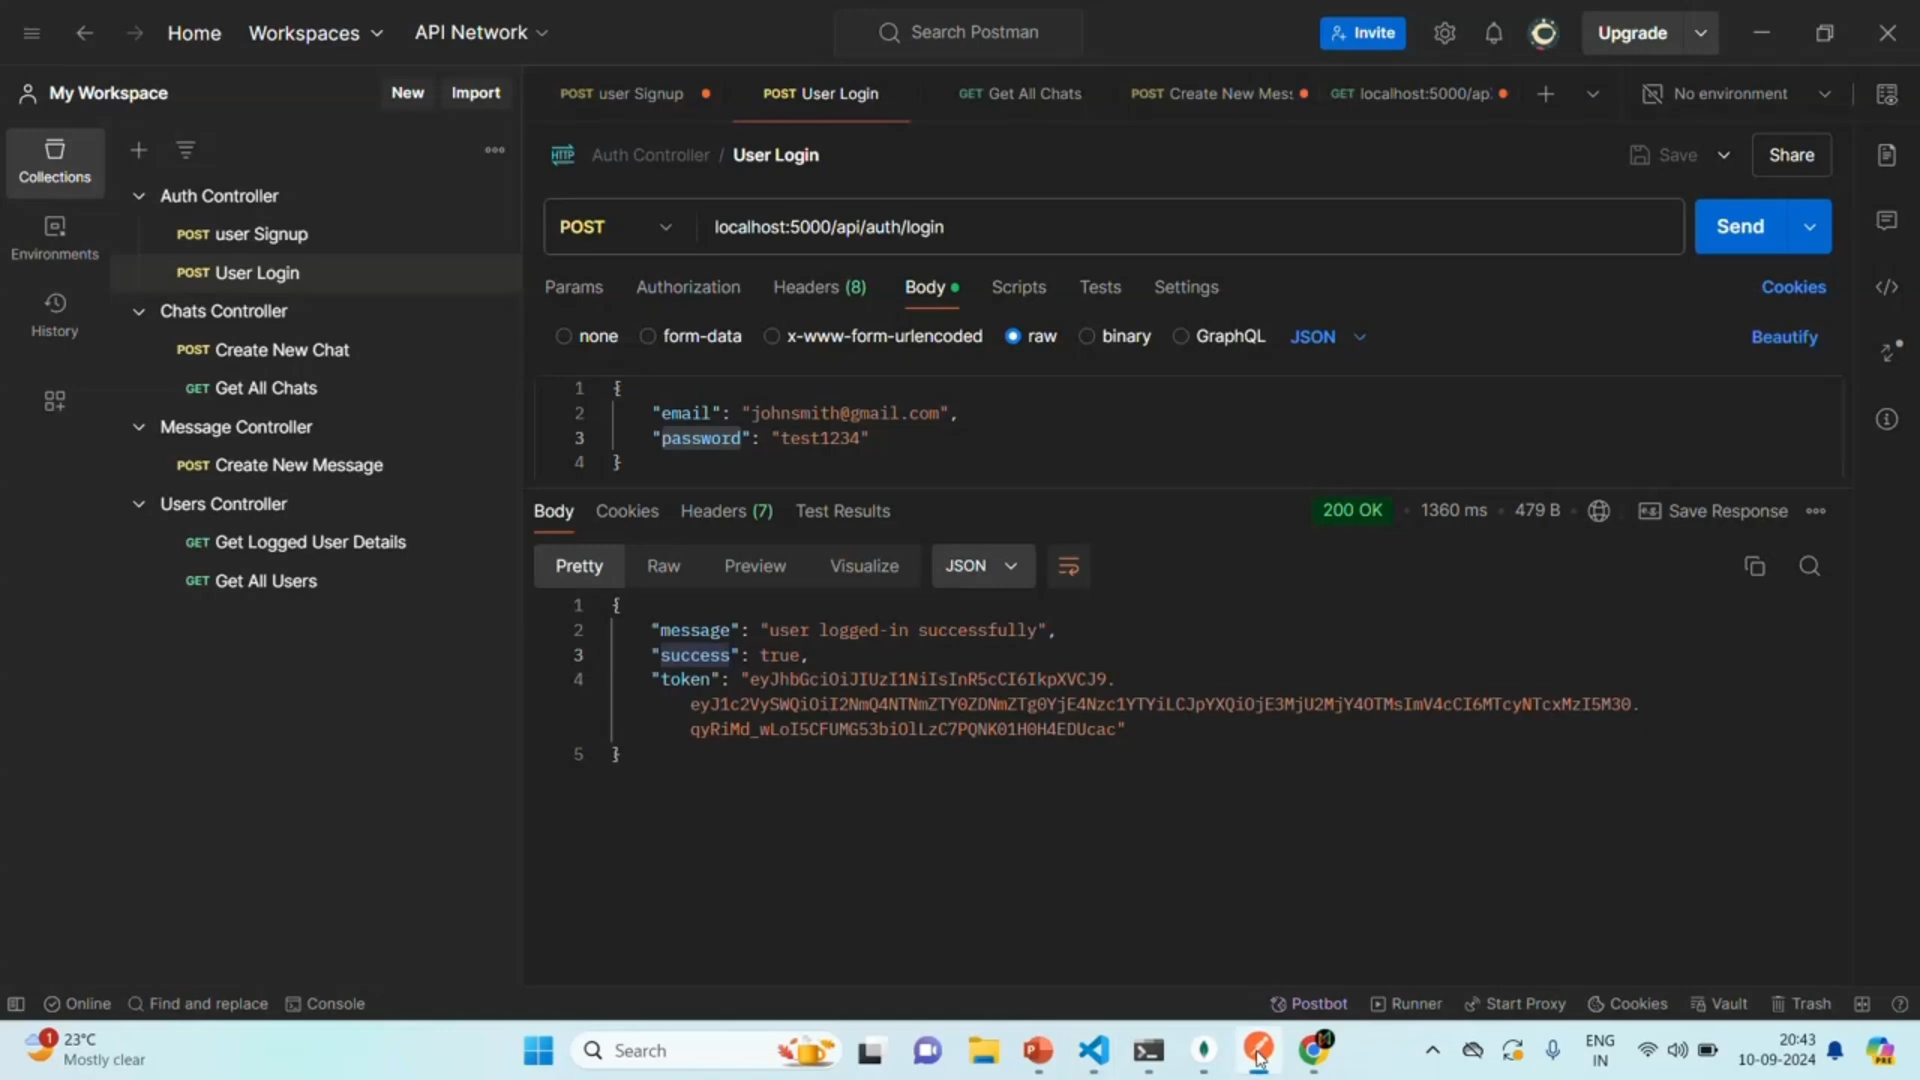 Home Workspaces API Network Search Postman Invite Upgrade
My Workspace New Import POST user Signup POST User Login GET Get All Chats POST Create New Mes GET localhost:5000/ap No environment
Collections
Environments
History
Auth Controller
POST user Signup
POST User Login
Chats Controller
POST Create New Chat
GET Get All Chats
Message Controller
POST Create New Message
Users Controller
GET Get Logged User Details
GET Get All Users
HTTP Auth Controller / User Login Save Share
POST localhost:5000/api/auth/login Send
Params Authorization Headers (8) Body Scripts Tests Settings Cookies
none form-data x-www-form-urlencoded raw binary GraphQL JSON Beautify
1 {
2 "email": "johnsmith@gmail.com",
3 "password": "test1234"
4 }
Body Cookies Headers (7) Test Results 200 OK 1360 ms 479 B Save Response
Pretty Raw Preview Visualize JSON
1 {
2 "message": "user logged-in successfully",
3 "success": true,
4 "token": "eyJhbGciOiJIUzI1NiIsInR5cCI6IkpXVCJ9.
eyJ1c2VySWQiOiI2NmQ4NTNmZTY0ZDNmZTg0YjE4Nzc1YTYiLCJpYXQiOjE3MjU2MjY4OTMsImV4cCI6MTcyNTcxMzI5M30.
qyRiMd_wLoI5CFUMG53biOlLzC7PQNK01H0H4EDUcac"
5 }
Online Find and replace Console Postbot Runner Start Proxy Cookies Vault Trash
1 23°C
Mostly clear
Search
ENG
IN
20:43
10-09-2024
PRE